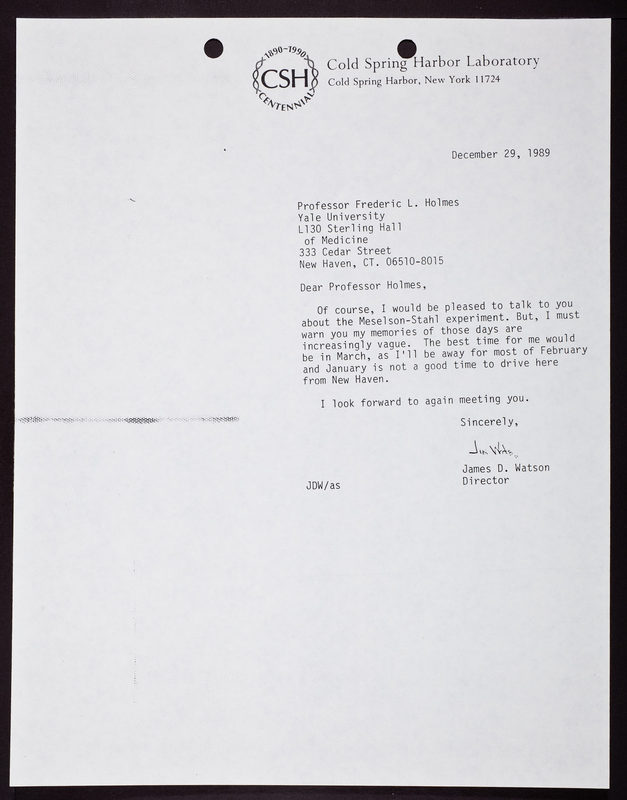 1890-1990
CSH
CENTENNIAL
Cold Spring Harbor Laboratory
Cold Spring Harbor, New York 11724
December 29, 1989
Professor Frederic L. Holmes
Yale University
L130 Sterling Hall
of Medicine
333 Cedar Street
New Haven, CT. 06510-8015
Dear Professor Holmes,
Of course, I would be pleased to talk to you
about the Meselson-Stahl experiment. But, I must
warn you my memories of those days are
increasingly vague. The best time for me would
be in March, as I'll be away for most of February
and January is not a good time to drive here
from New Haven.
I look forward to again meeting you.
Sincerely,
Jim Watson
James D. Watson
Director
JDW/as